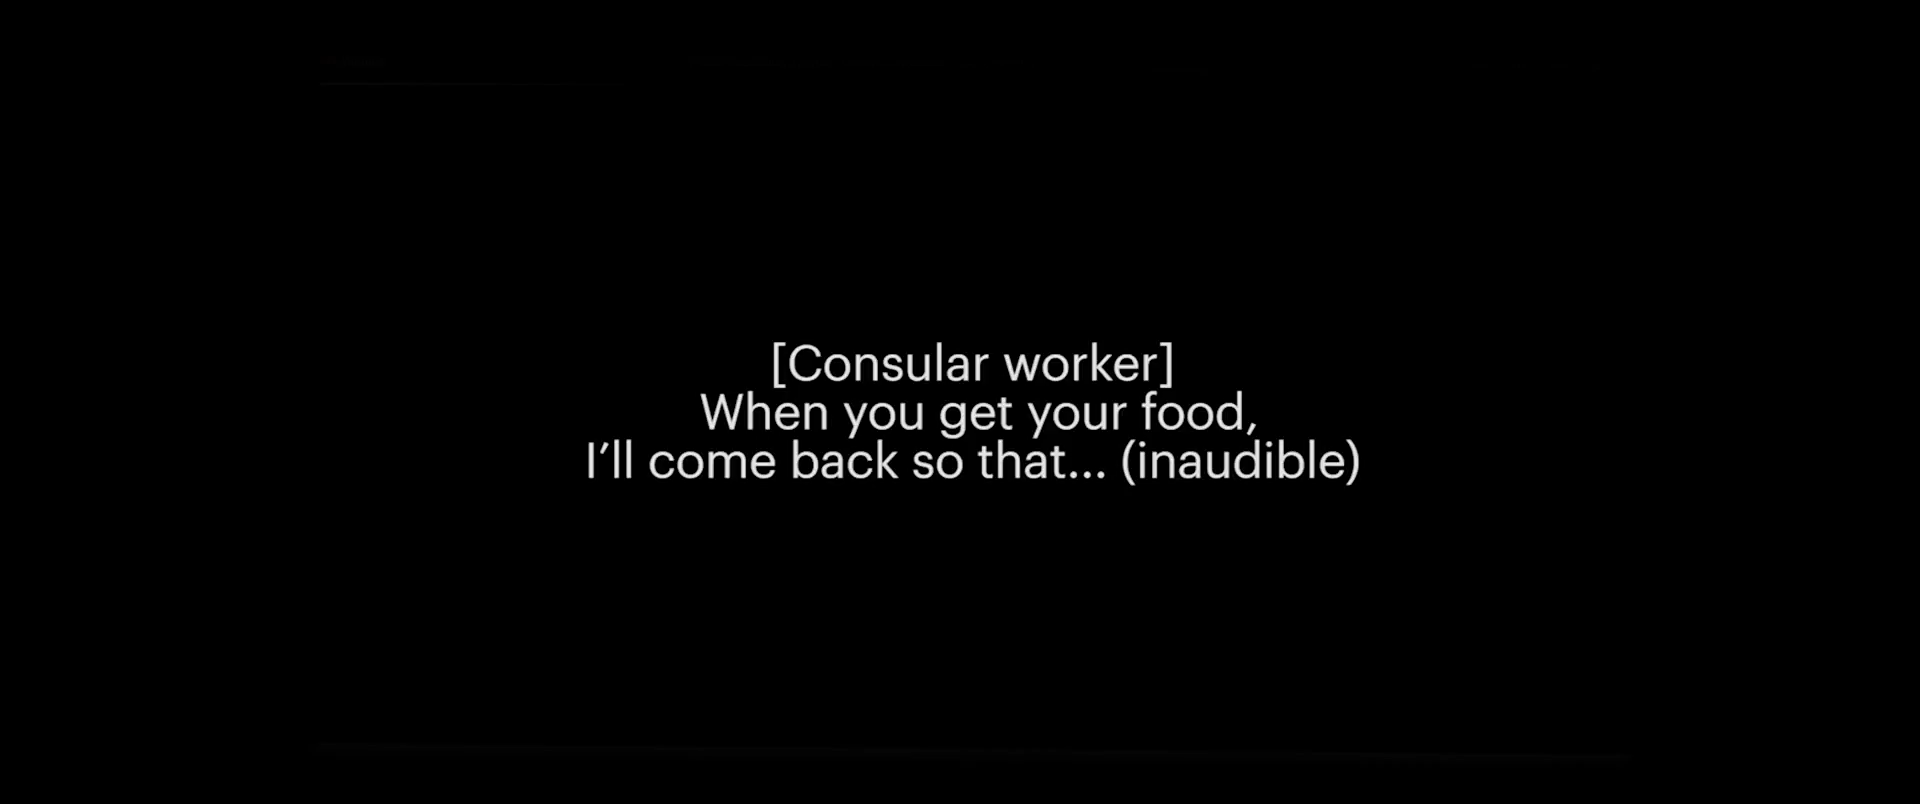 [Consular worker]
When you get your food,
I’ll come back so that... (inaudible)